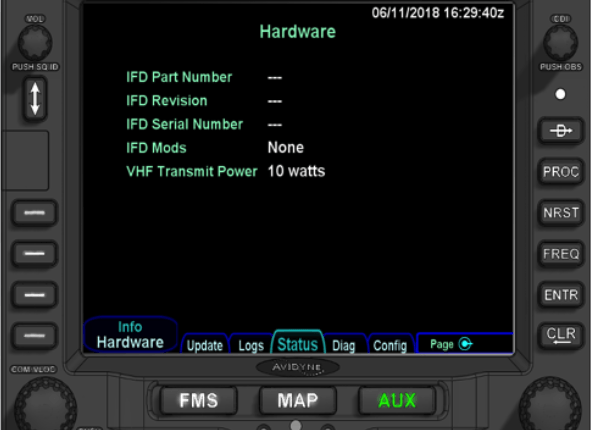 VOL
CDI
06/11/2018 16:29:40z
Hardware
PUSH SQ ID
PUSH OBS
IFD Part Number ---
IFD Revision ---
IFD Serial Number ---
IFD Mods None
VHF Transmit Power 10 watts
D
PROC
NRST
FREQ
ENTR
CLR
Info
Hardware
Update Logs Status Diag Config Page
AVIDYNE
COM/VLOC
FMS MAP AUX